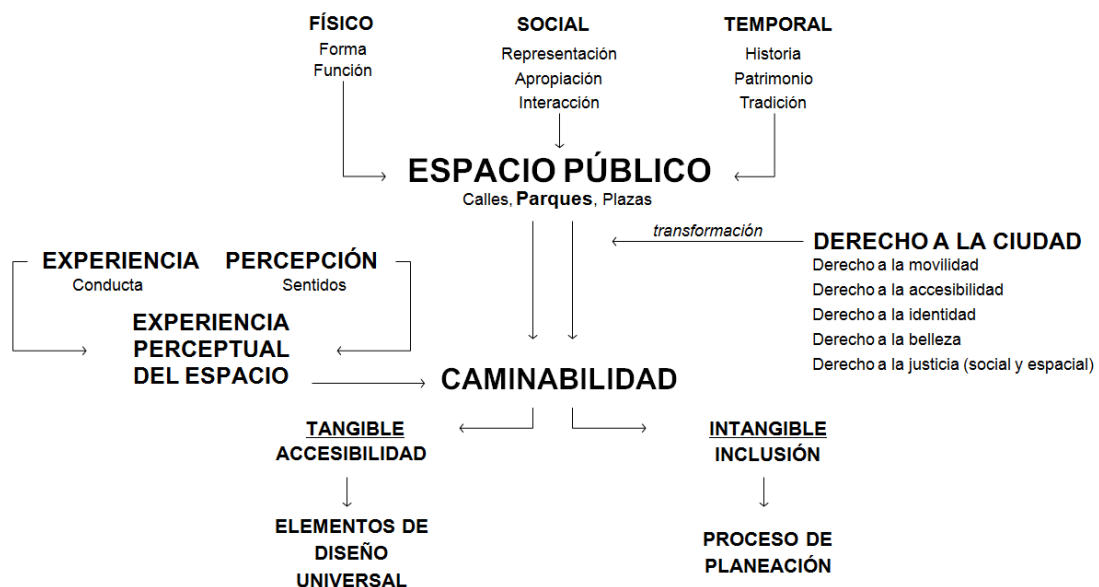 FÍSICO
Forma
Función
SOCIAL
Representación
Apropiación
Interacción
TEMPORAL
Historia
Patrimonio
Tradición
ESPACIO PÚBLICO
Calles, Parques, Plazas
transformación
DERECHO A LA CIUDAD
Derecho a la movilidad
Derecho a la accesibilidad
Derecho a la identidad
Derecho a la belleza
Derecho a la justicia (social y espacial)
EXPERIENCIA
Conducta
PERCEPCIÓN
Sentidos
EXPERIENCIA
PERCEPTUAL
DEL ESPACIO
CAMINABILIDAD
TANGIBLE
ACCESIBILIDAD
ELEMENTOS DE
DISEÑO
UNIVERSAL
INTANGIBLE
INCLUSIÓN
PROCESO DE
PLANEACIÓN